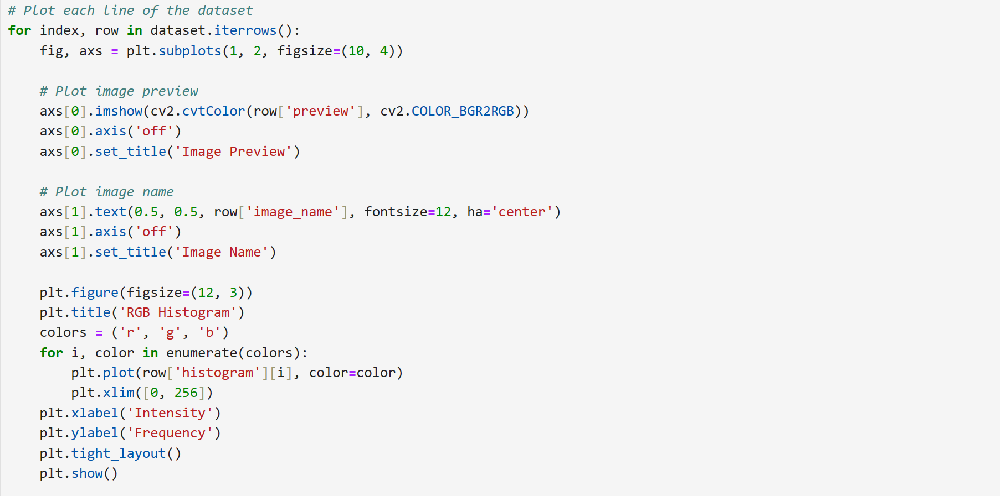 # Plot each line of the dataset
for index, row in dataset.iterrows():
    fig, axs = plt.subplots(1, 2, figsize=(10, 4))

    # Plot image preview
    axs[0].imshow(cv2.cvtColor(row['preview'], cv2.COLOR_BGR2RGB))
    axs[0].axis('off')
    axs[0].set_title('Image Preview')

    # Plot image name
    axs[1].text(0.5, 0.5, row['image_name'], fontsize=12, ha='center')
    axs[1].axis('off')
    axs[1].set_title('Image Name')

    plt.figure(figsize=(12, 3))
    plt.title('RGB Histogram')
    colors = ('r', 'g', 'b')
    for i, color in enumerate(colors):
        plt.plot(row['histogram'][i], color=color)
        plt.xlim([0, 256])
    plt.xlabel('Intensity')
    plt.ylabel('Frequency')
    plt.tight_layout()
    plt.show()